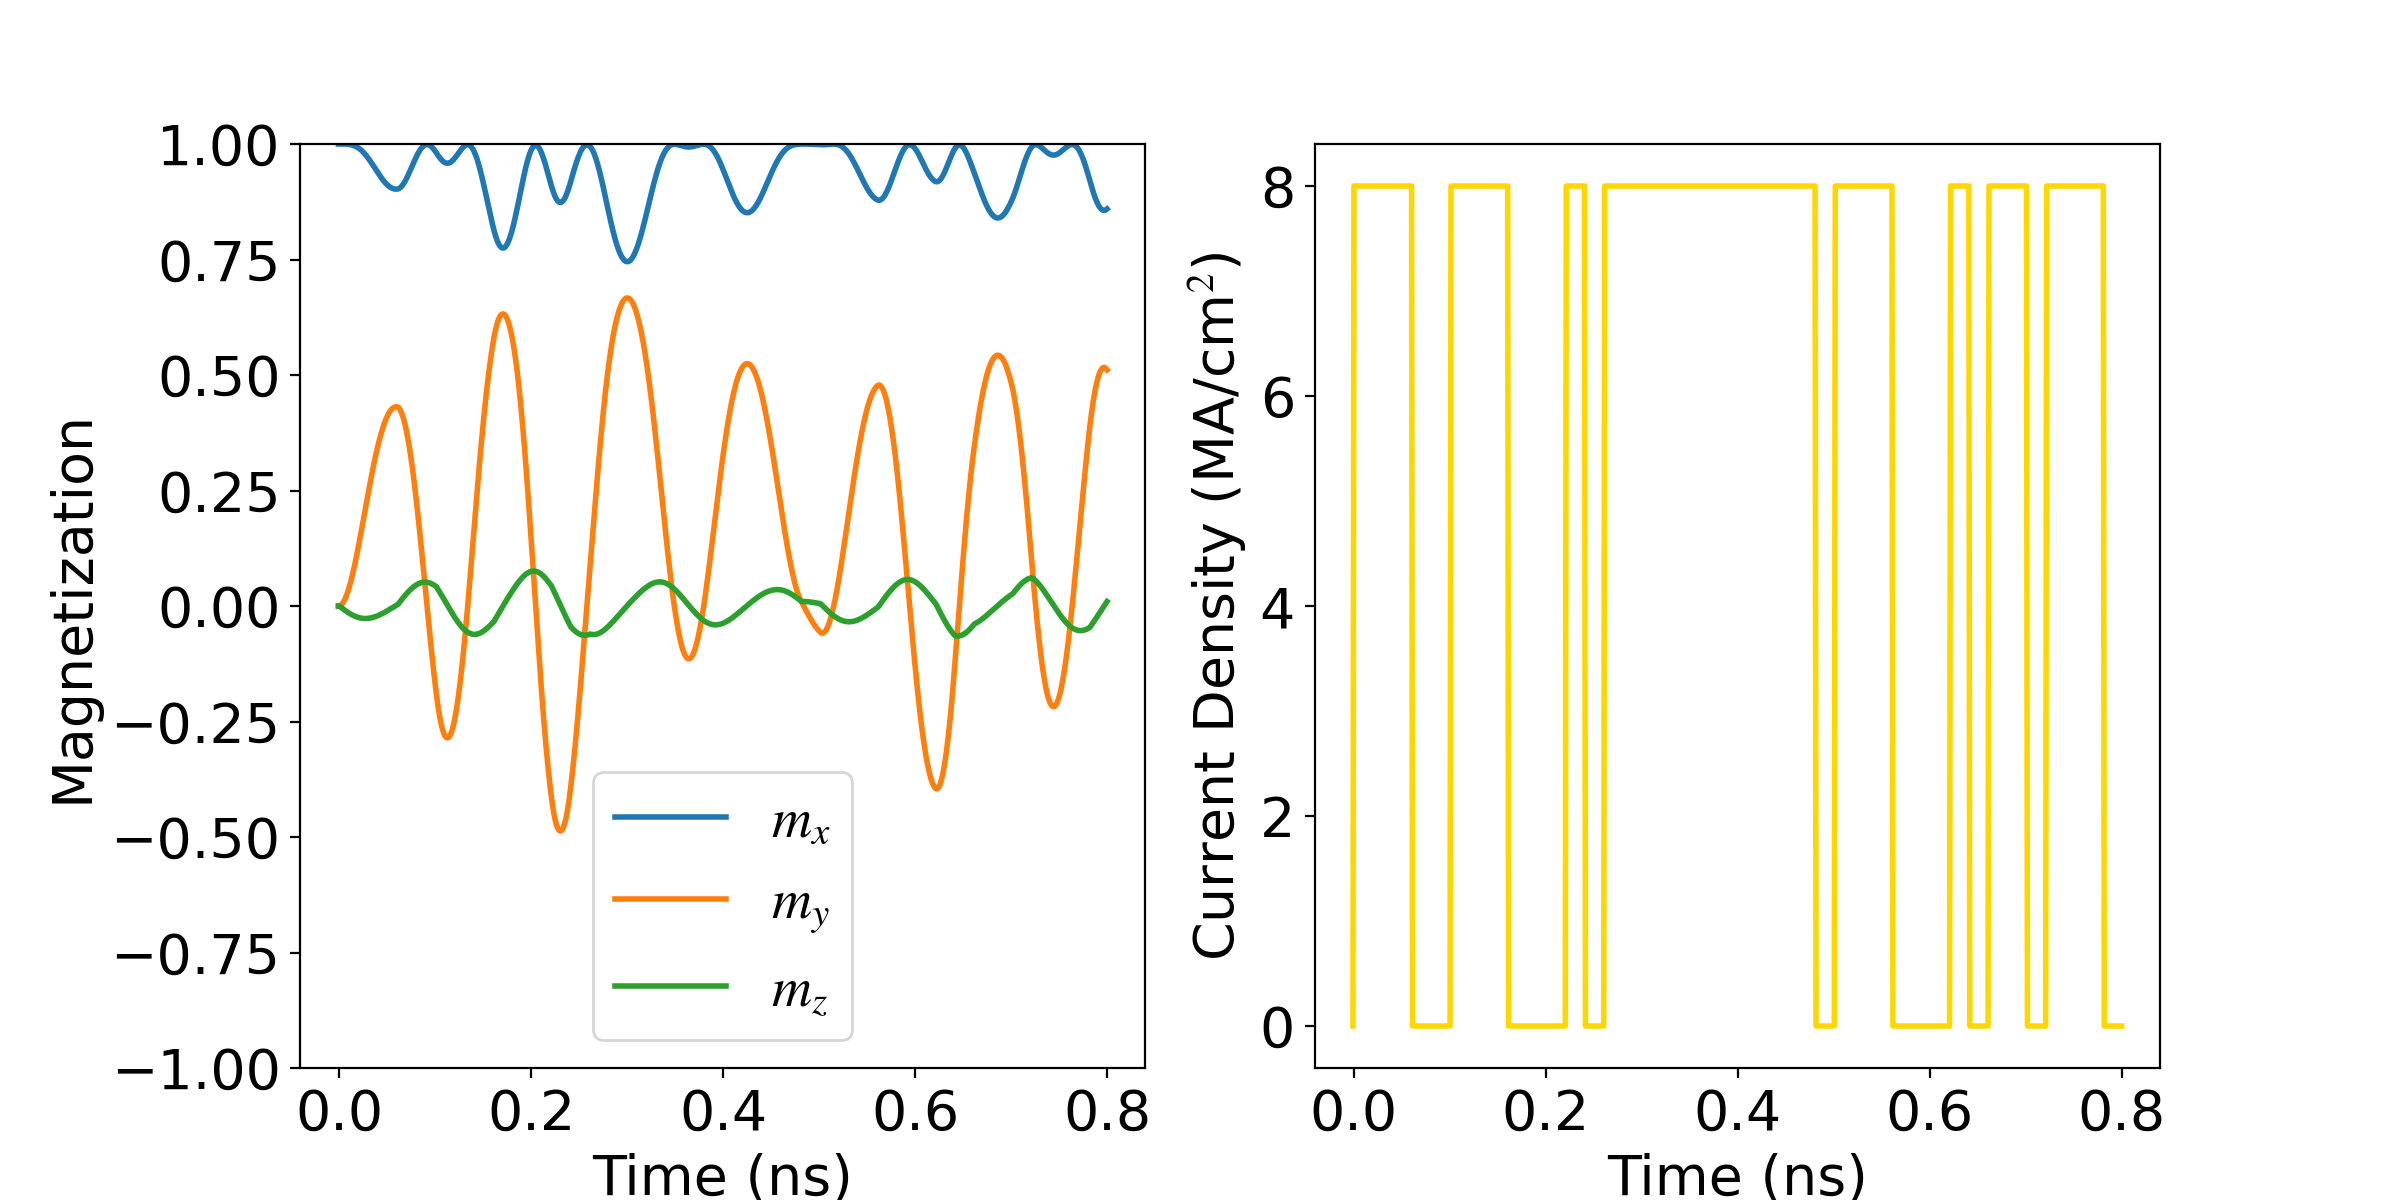 1.00
0.75
0.50
0.25
0.00
−0.25
−0.50
−0.75
−1.00
Magnetization
0.0 0.2 0.4 0.6 0.8
Time (ns)
m_x
m_y
m_z
8
6
4
2
0
Current Density (MA/cm²)
0.0 0.2 0.4 0.6 0.8
Time (ns)